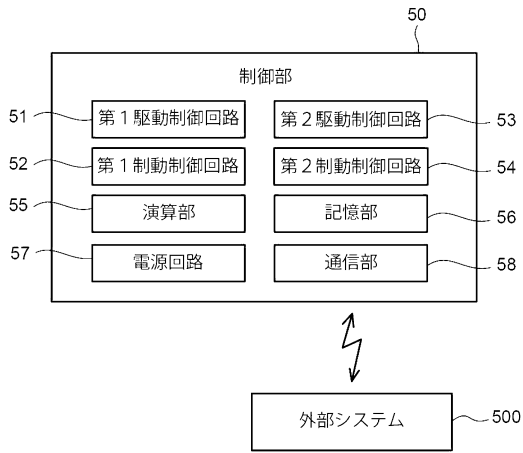 50
制御部
51 第1駆動制御回路 第2駆動制御回路 53
52 第1制動制御回路 第2制動制御回路 54
55 演算部 記憶部 56
57 電源回路 通信部 58
外部システム 500